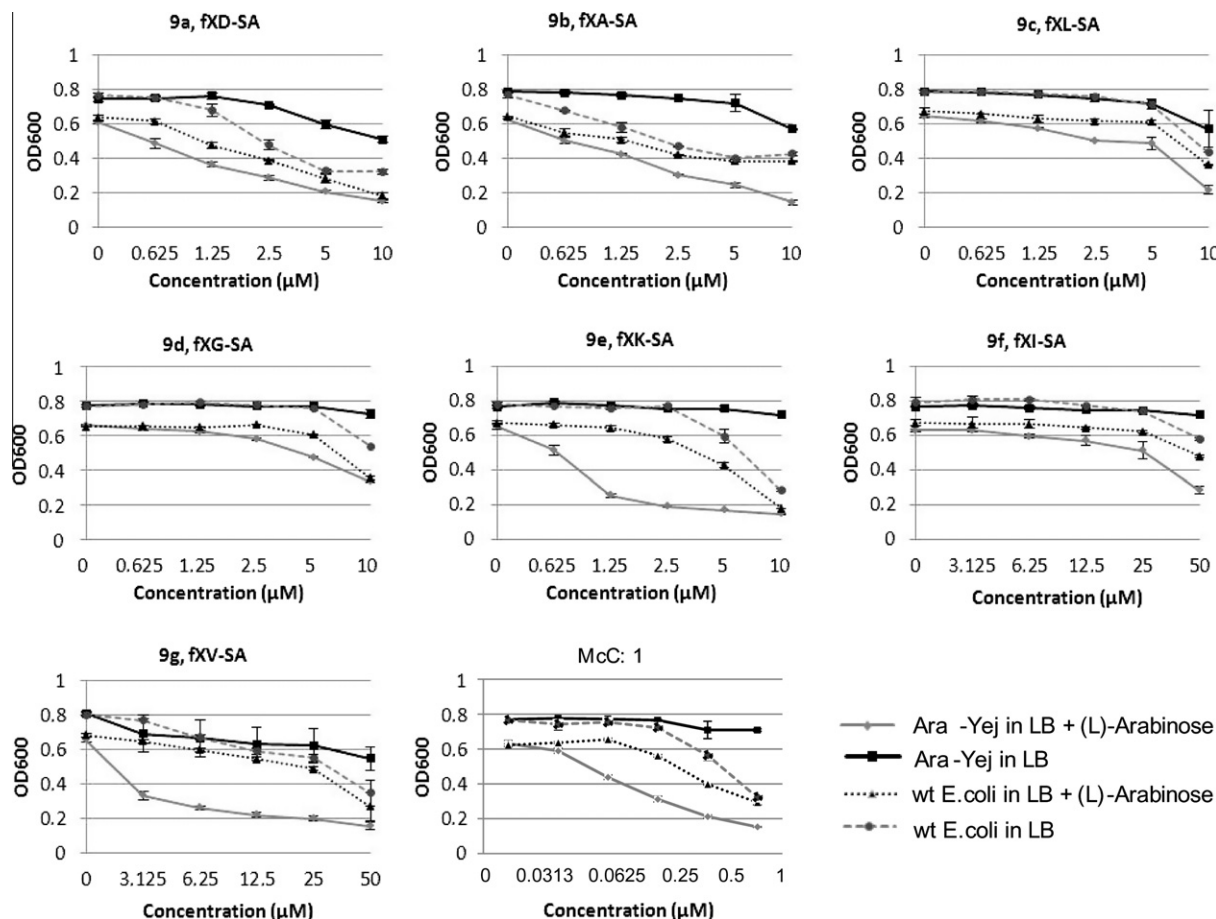 9a, fXD-SA
1
0.8
0.6
0.4
0.2
0
OD600
0 0.625 1.25 2.5 5 10
Concentration (μM)
9b, fXA-SA
1
0.8
0.6
0.4
0.2
0
OD600
0 0.625 1.25 2.5 5 10
Concentration (μM)
9c, fXL-SA
1
0.8
0.6
0.4
0.2
0
OD600
0 0.625 1.25 2.5 5 10
Concentration (μM)
9d, fXG-SA
1
0.8
0.6
0.4
0.2
0
OD600
0 0.625 1.25 2.5 5 10
Concentration (μM)
9e, fXK-SA
1
0.8
0.6
0.4
0.2
0
OD600
0 0.625 1.25 2.5 5 10
Concentration (μM)
9f, fXI-SA
1
0.8
0.6
0.4
0.2
0
OD600
0 3.125 6.25 12.5 25 50
Concentration (μM)
9g, fXV-SA
1
0.8
0.6
0.4
0.2
0
OD600
0 3.125 6.25 12.5 25 50
Concentration (μM)
McC: 1
1
0.8
0.6
0.4
0.2
0
OD600
0 0.0313 0.0625 0.25 0.5 1
Concentration (μM)
Ara -Yej in LB + (L)-Arabinose
Ara -Yej in LB
wt E.coli in LB + (L)-Arabinose
wt E.coli in LB